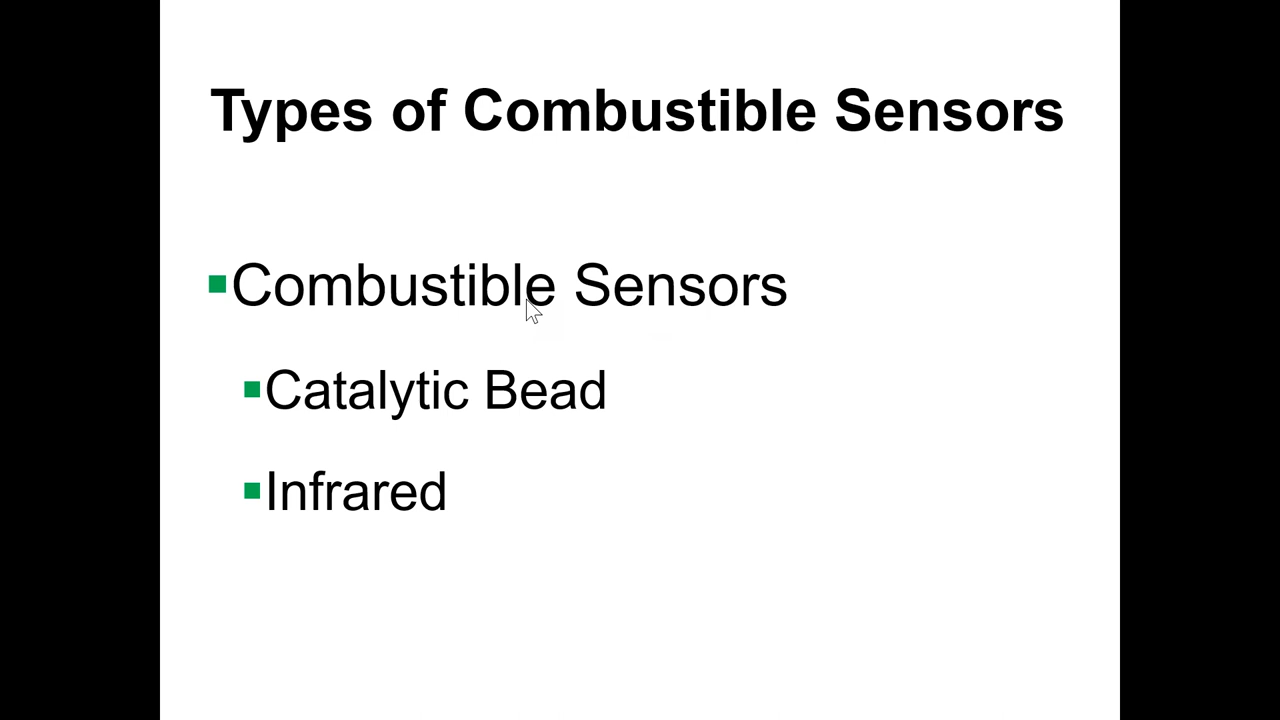 Types of Combustible Sensors
Combustible Sensors
Catalytic Bead
Infrared